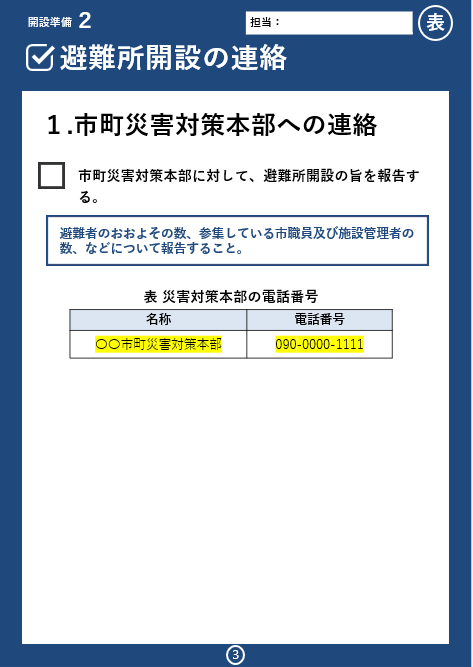 開設準備 2
担当：
表
避難所開設の連絡
１.市町災害対策本部への連絡
市町災害対策本部に対して、避難所開設の旨を報告す
る。
避難者のおおよその数、参集している市職員及び施設管理者の
数、などについて報告すること。
表 災害対策本部の電話番号
名称 電話番号
〇〇市町災害対策本部 090-0000-1111
3